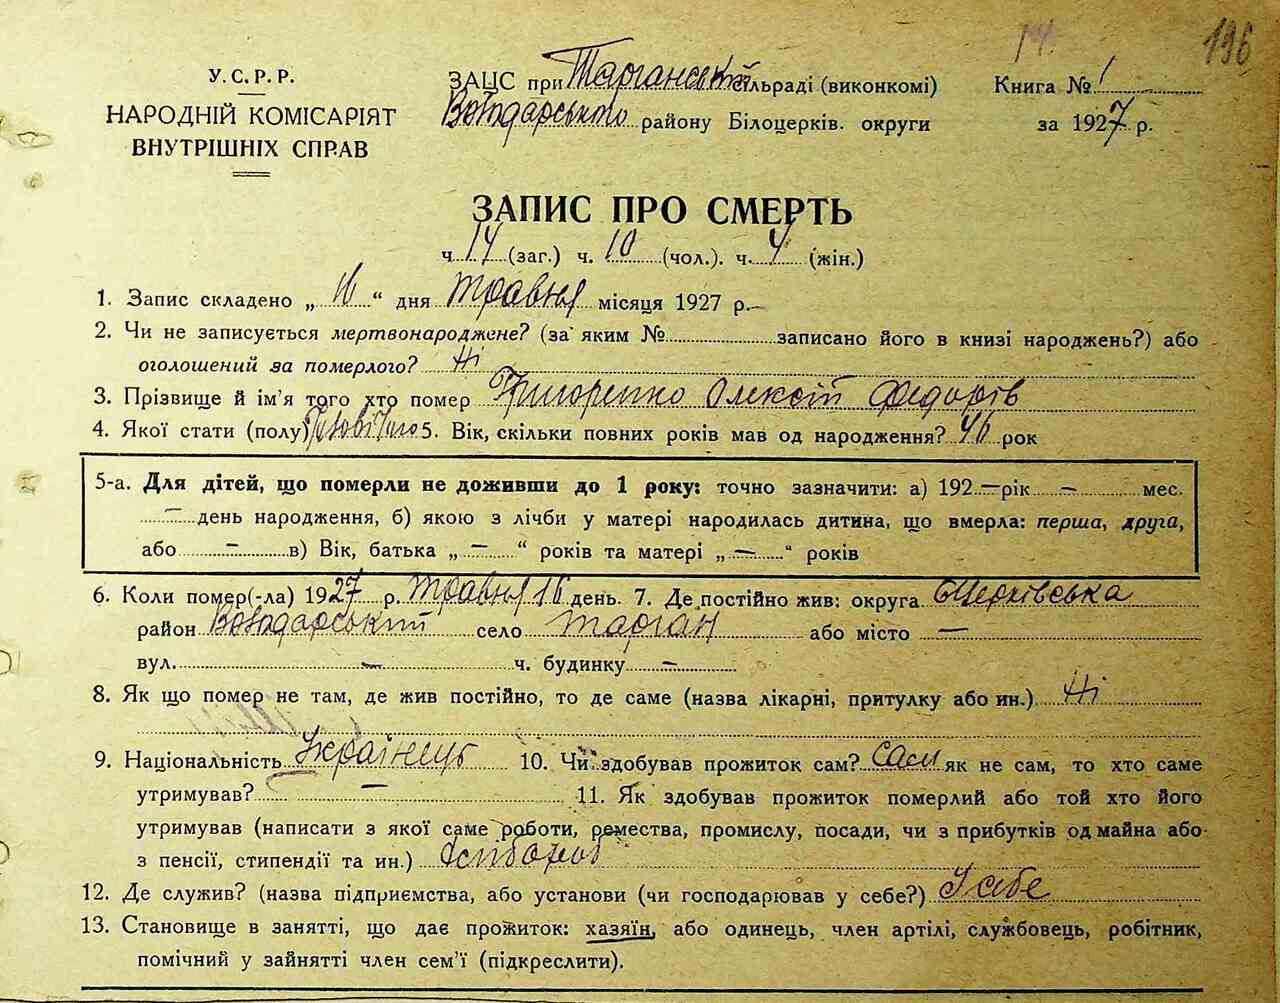 14 196
У.С.Р.Р.
НАРОДНІЙ КОМІСАРІЯТ
ВНУТРІШНІХ СПРАВ
ЗАЦС при Тарганській сільраді (виконкомі)
Володарського району Білоцерків. округи
Книга № 1
за 1927 р.
ЗАПИС ПРО СМЕРТЬ
ч. 14 (заг.) ч. 10 (чол.). ч. 4 (жін.)
1. Запис складено „ “ дня травня місяця 1927 р.—
2. Чи не записується мертвонароджене? (за яким № записано його в книзі народжень?) або
оголошений за померлого? Ні
3. Прізвище й ім'я того хто помер Григоренко Олексій Федорів
4. Якої стати (полу) 5. Вік, скільки повних років мав од народження? 46 рок
5-а. Для дітей, що померли не доживши до 1 року: точно зазначити: а) 192 — рік — мес.
— день народження, б) якою з лічби у матері народилась дитина, що вмерла: перша, друга,
або — в) Вік, батька „ — “ років та матері „ — “ років
6. Коли помер(-ла) 1927 р. травня 16 день. 7. Де постійно жив: округа Б Церківська
район Володарський село Тарган або місто —
вул. — ч. будинку —
8. Як що помер не там, де жив постійно, то де саме (назва лікарні, притулку або ин.) Ні
9. Національність Українець 10. Чи здобував прожиток сам? Сам як не сам, то хто саме
утримував? — 11. Як здобував прожиток померлий або той хто його
утримував (написати з якої саме роботи, ремества, промислу, посади, чи з прибутків од майна або
з пенсії, стипендії та ин.) хлібороб
12. Де служив? (назва підприємства, або установи (чи господарював у себе?) У себе
13. Становище в занятті, що дає прожиток: хазяїн, або одинець, член артілі, службовець, робітник,
помічний у зайнятті член сем'ї (підкреслити).